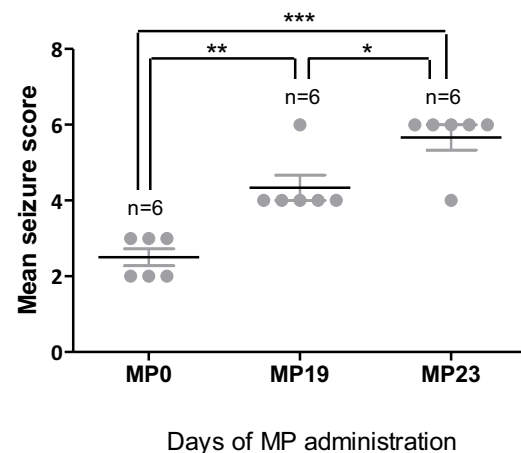 ***
** *
n=6 n=6
n=6
Mean seizure score
8
6
4
2
0
MP0 MP19 MP23
Days of MP administration